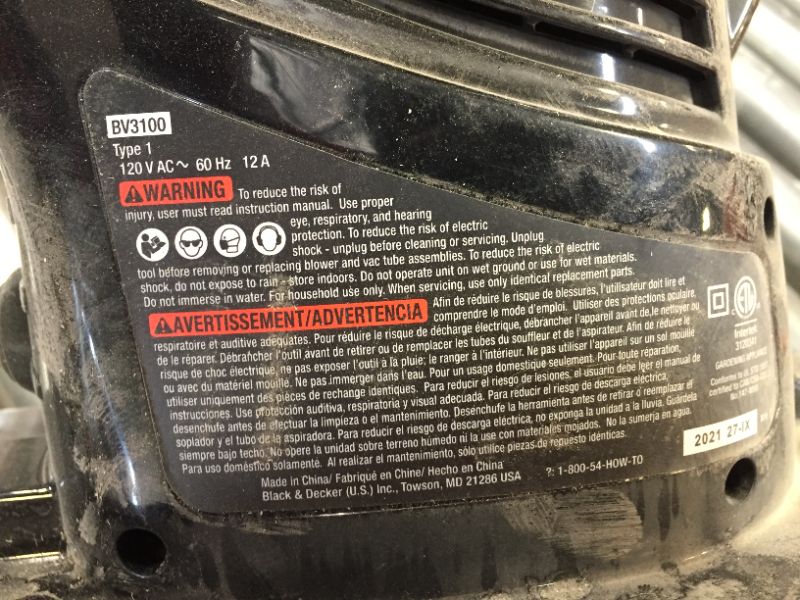 BV3100
Type 1
120 V AC~ 60 Hz 12 A
WARNING To reduce the risk of
injury, user must read instruction manual. Use proper
eye, respiratory, and hearing
protection. To reduce the risk of electric
shock - unplug before cleaning or servicing. Unplug
tool before removing or replacing blower and vac tube assemblies. To reduce the risk of electric
shock, do not expose to rain - store indoors. Do not operate unit on wet ground or use for wet materials.
Do not immerse in water. For household use only. When servicing, use only identical replacement parts.
AVERTISSEMENT/ADVERTENCIA Afin de réduire le risque de blessures, l'utilisateur doit lire et
comprendre le mode d'emploi. Utiliser des protections oculaire,
respiratoire et auditive adéquates. Pour réduire le risque de décharge électrique, débrancher l'appareil avant de,le nettoyer ou
de le réparer. Débrancher l'outil avant de retirer ou de remplacer les tubes du souffleur et de l'aspirateur. Afin de réduire le
risque de choc électrique, ne pas exposer l'outil à la pluie; le ranger à l'intérieur. Ne pas utiliser l'appareil sur un sol mouillé
ou avec du matériel mouillé. Ne pas immerger dans l'eau. Pour un usage domestique seulement. Pour toute réparation,
utiliser uniquement des pièces de rechange identiques. Para reducir el riesgo de lesiones, el usuario debe leer el manual de
instrucciones. Use protección auditiva, respiratoria y visual adecuada. Para reducir el riesgo de descarga eléctrica,
desenchufe antes de efectuar la limpieza o el mantenimiento. Desenchufe la herramienta antes de retirar o reemplazar el
soplador y el tubo de la aspiradora. Para reducir el riesgo de descarga eléctrica, no exponga la unidad a la lluvia. Guárdela
siempre bajo techo. No opere la unidad sobre terreno húmedo ni la use con materiales mojados. No la sumerja en agua.
Para uso doméstico solamente. Al realizar el mantenimiento, sólo utilice piezas de repuesto idénticas.
Made in China/ Fabriqué en Chine/ Hecho en China
Black & Decker (U.S.) Inc., Towson, MD 21286 USA
?: 1-800-54-HOW-TO
ETL
Intertek
GARDENING APPLIANCE
2021 27-IX